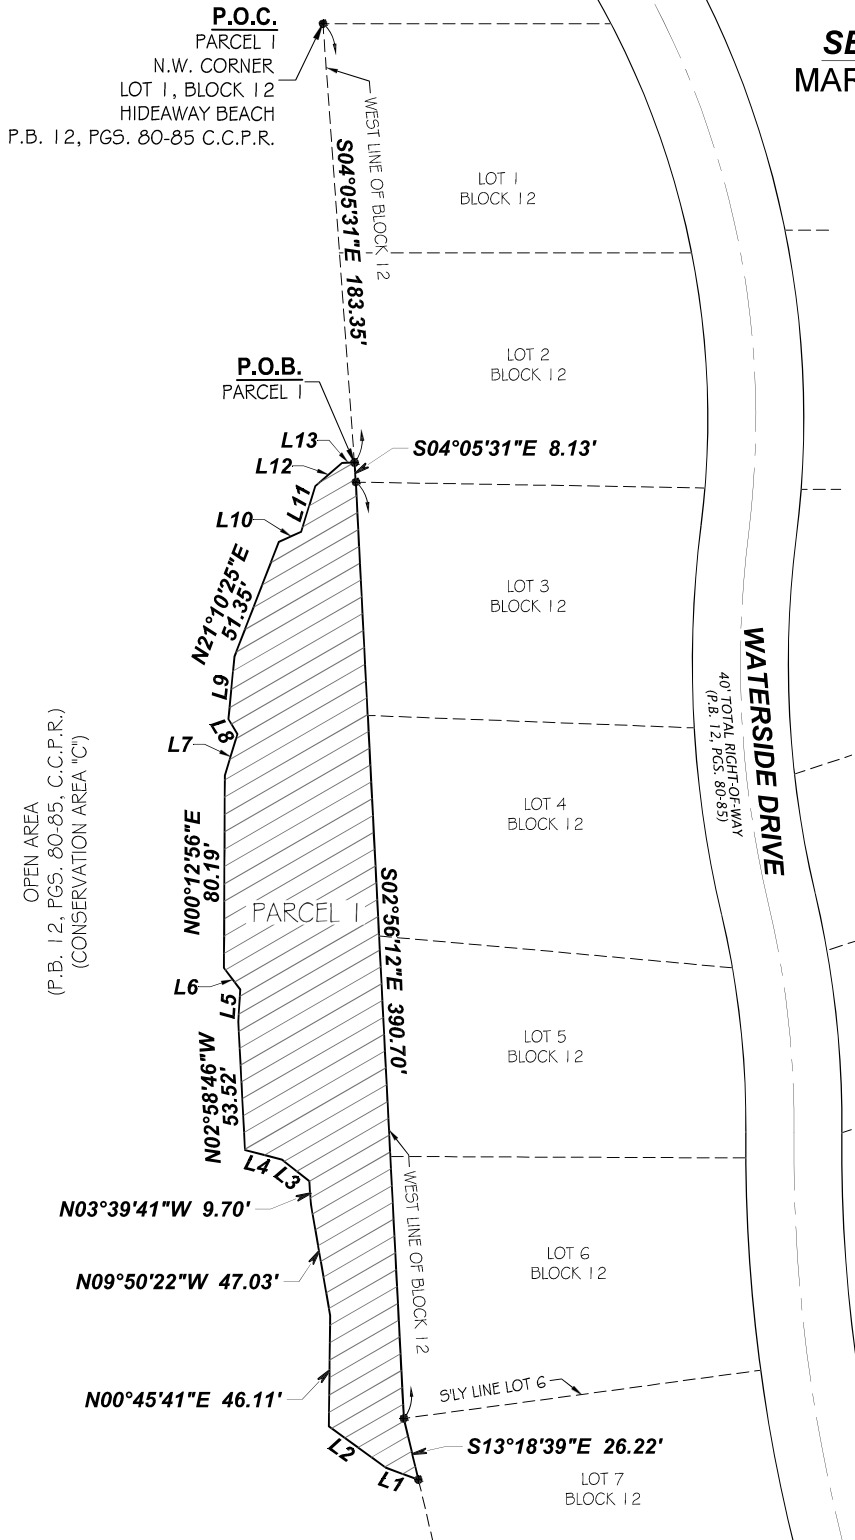 P.O.C.
PARCEL 1
N.W. CORNER
LOT 1, BLOCK 12
HIDEAWAY BEACH
P.B. 12, PGS. 80-85 C.C.P.R.
WEST LINE OF BLOCK 12
S04°05'31"E 183.35'
LOT 1
BLOCK 12
LOT 2
BLOCK 12
P.O.B.
PARCEL 1
L13
L12
S04°05'31"E 8.13'
L11
L10
N21°10'25"E
51.35'
LOT 3
BLOCK 12
L9
L8
L7
WATERSIDE DRIVE
40' TOTAL RIGHT-OF-WAY
(P.B. 12, PGS. 80-85)
OPEN AREA
(P.B. 12, PGS. 80-85, C.C.P.R.)
(CONSERVATION AREA "C")
N00°12'56"E
80.19'
PARCEL 1
S02°56'12"E 390.70'
LOT 4
BLOCK 12
L6
L5
LOT 5
BLOCK 12
N02°58'46"W
53.52'
L4
L3
N03°39'41"W 9.70'
WEST LINE OF BLOCK 12
N09°50'22"W 47.03'
LOT 6
BLOCK 12
N00°45'41"E 46.11'
S'LY LINE LOT 6
L2
L1
S13°18'39"E 26.22'
LOT 7
BLOCK 12